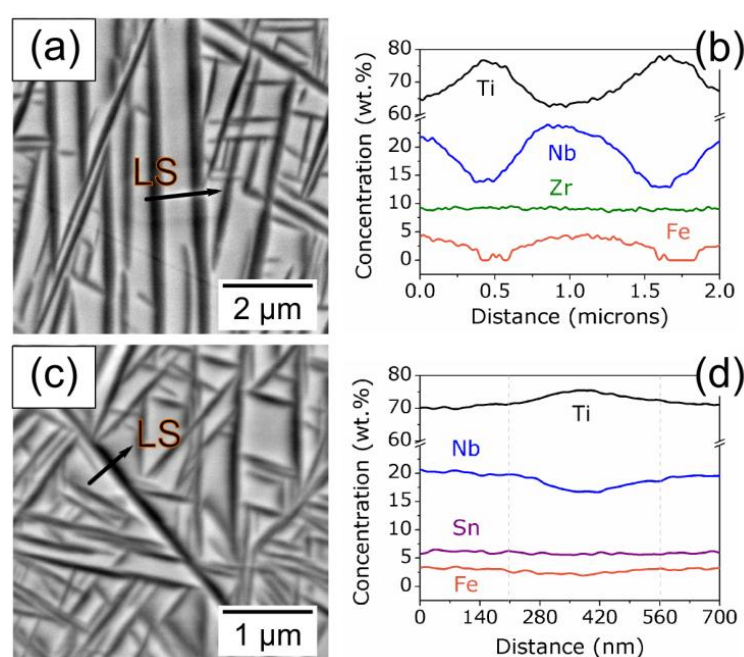 (a)
LS
2 µm
(b)
Concentration (wt.%)
80
70
60
20
15
10
5
0
Ti
Nb
Zr
Fe
0.0 0.5 1.0 1.5 2.0
Distance (microns)
(c)
LS
1 µm
(d)
Concentration (wt.%)
80
70
60
20
15
10
5
0
Ti
Nb
Sn
Fe
0 140 280 420 560 700
Distance (nm)